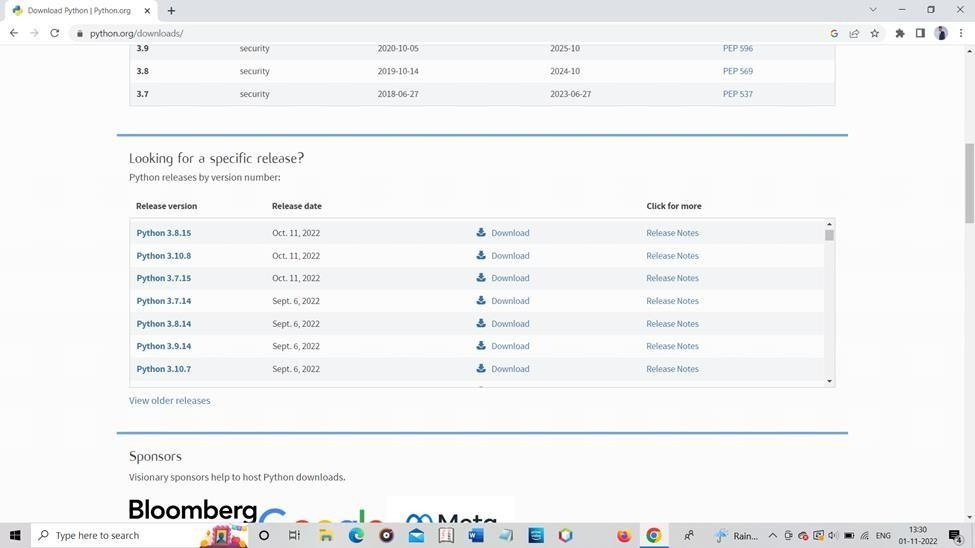 Download Python | Python.org
python.org/downloads/
3.9 security 2020-10-05 2025-10 PEP 596
3.8 security 2019-10-14 2024-10 PEP 569
3.7 security 2018-06-27 2023-06-27 PEP 537
Looking for a specific release?
Python releases by version number:
Release version Release date Click for more
Python 3.8.15 Oct. 11, 2022 Download Release Notes
Python 3.10.8 Oct. 11, 2022 Download Release Notes
Python 3.7.15 Oct. 11, 2022 Download Release Notes
Python 3.7.14 Sept. 6, 2022 Download Release Notes
Python 3.8.14 Sept. 6, 2022 Download Release Notes
Python 3.9.14 Sept. 6, 2022 Download Release Notes
Python 3.10.7 Sept. 6, 2022 Download Release Notes
View older releases
Sponsors
Visionary sponsors help to host Python downloads.
Bloomberg Google Meta
Type here to search Rain... ENG 13:30
01-11-2022 4